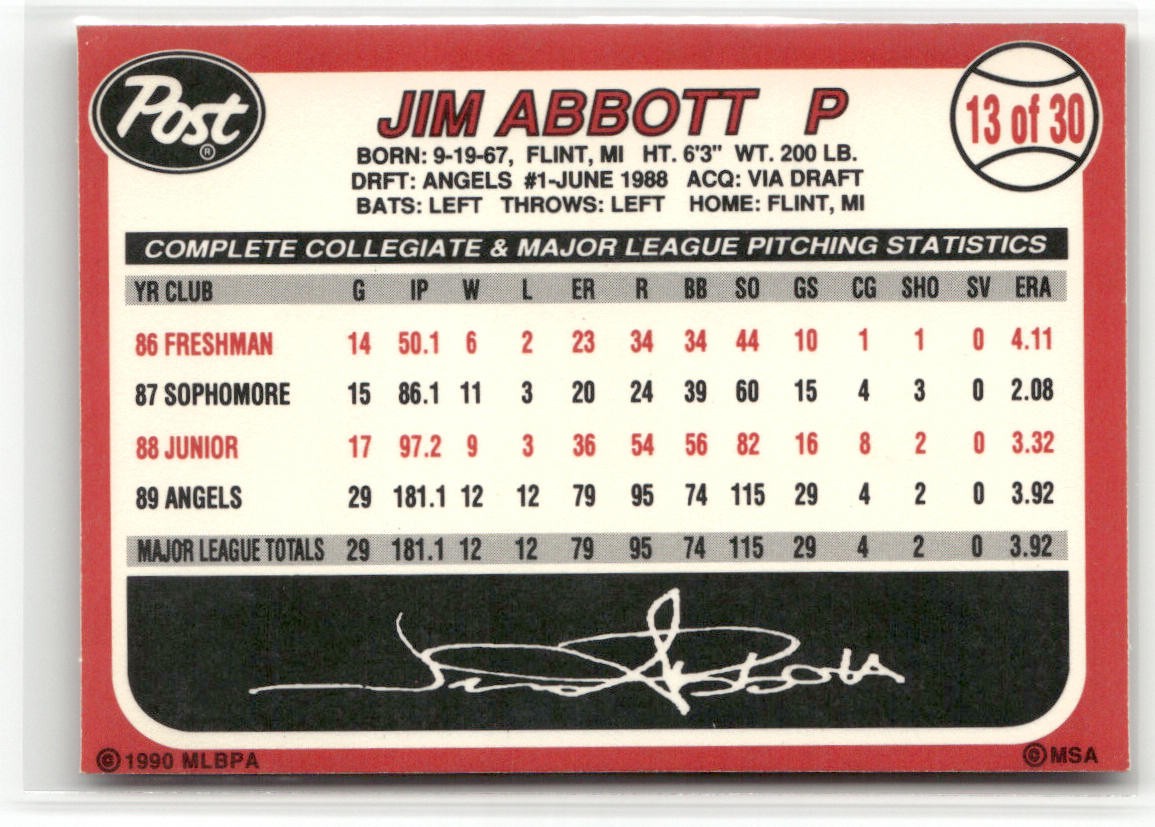 Post ®
JIM ABBOTT P
13 of 30
BORN: 9-19-67, FLINT, MI HT. 6'3" WT. 200 LB.
DRFT: ANGELS #1-JUNE 1988 ACQ: VIA DRAFT
BATS: LEFT THROWS: LEFT HOME: FLINT, MI
COMPLETE COLLEGIATE & MAJOR LEAGUE PITCHING STATISTICS
YR CLUB G IP W L ER R BB SO GS CG SHO SV ERA
86 FRESHMAN 14 50.1 6 2 23 34 34 44 10 1 1 0 4.11
87 SOPHOMORE 15 86.1 11 3 20 24 39 60 15 4 3 0 2.08
88 JUNIOR 17 97.2 9 3 36 54 56 82 16 8 2 0 3.32
89 ANGELS 29 181.1 12 12 79 95 74 115 29 4 2 0 3.92
MAJOR LEAGUE TOTALS 29 181.1 12 12 79 95 74 115 29 4 2 0 3.92
Jim Abbott
© 1990 MLBPA
© MSA